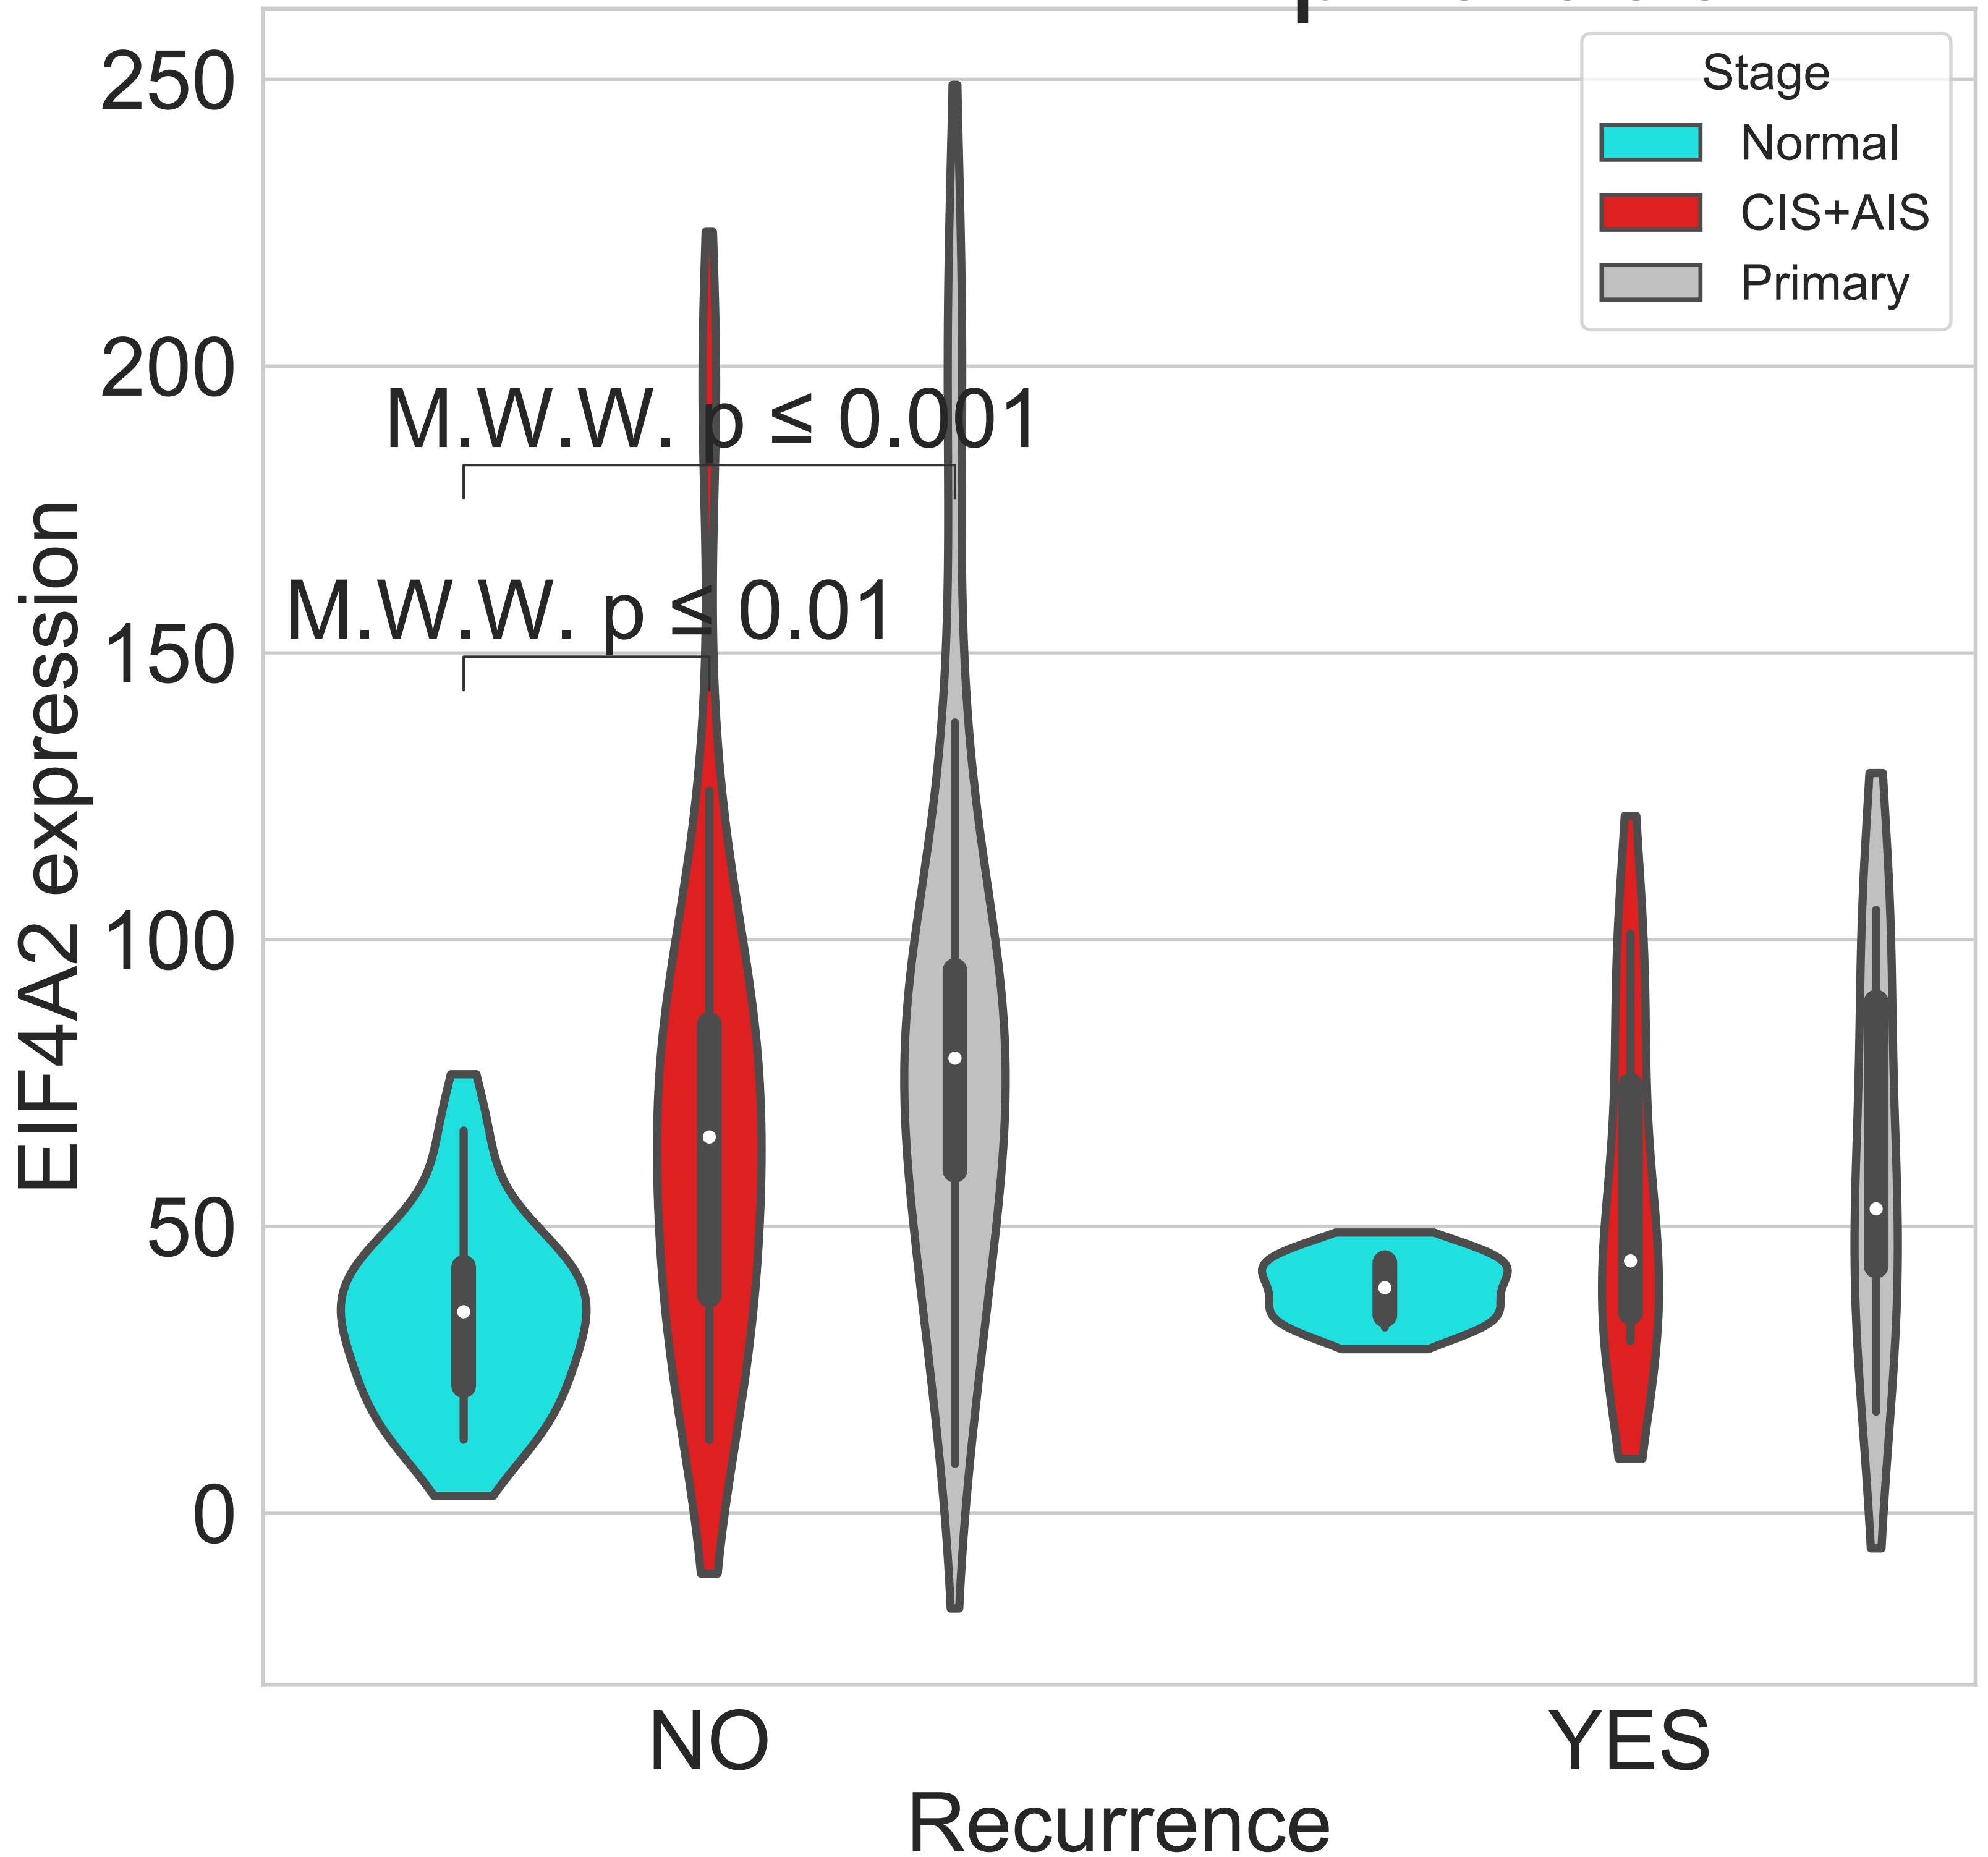 Stage
Normal
CIS+AIS
Primary
250
200
150
100
50
0
EIF4A2 expression
M.W.W. p ≤ 0.001
M.W.W. p ≤ 0.01
NO
YES
Recurrence